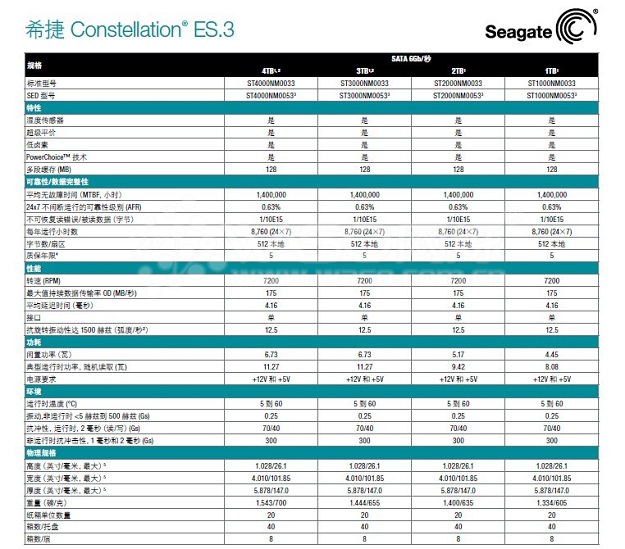 希捷 Constellation® ES.3
Seagate
规格 SATA 6Gb/秒
4TB1,2 3TB1,2 2TB2 1TB2
标准型号 ST4000NM0033 ST3000NM0033 ST2000NM0033 ST1000NM0033
SED 型号 ST4000NM0053³ ST3000NM0053³ ST2000NM0053³ ST1000NM0053³
特性
湿度传感器 是 是 是 是
超级平价 是 是 是 是
低卤素 是 是 是 是
PowerChoice™ 技术 是 是 是 是
多段缓存 (MB) 128 128 128 128
可靠性/数据完整性
平均无故障时间 (MTBF, 小时) 1,400,000 1,400,000 1,400,000 1,400,000
24x7 不间断运行的可靠性级别 (AFR) 0.63% 0.63% 0.63% 0.63%
不可恢复读错误/被读数据 (字节) 1/10E15 1/10E15 1/10E15 1/10E15
每年运行小时数 8,760 (24×7) 8,760 (24×7) 8,760 (24×7) 8,760 (24×7)
字节数/扇区 512 本地 512 本地 512 本地 512 本地
质保年限⁴ 5 5 5 5
性能
转速 (RPM) 7200 7200 7200 7200
最大值持续数据传输率 OD (MB/秒) 175 175 175 175
平均延迟时间 (毫秒) 4.16 4.16 4.16 4.16
接口 单 单 单 单
抗旋转振动性达 1500 赫兹 (弧度/秒²) 12.5 12.5 12.5 12.5
功耗
闲置功率 (瓦) 6.73 6.73 5.17 4.45
典型运行时功率, 随机读取 (瓦) 11.27 11.27 9.42 8.08
电源要求 +12V 和 +5V +12V 和 +5V +12V 和 +5V +12V 和 +5V
环境
运行时温度 (°C) 5 到 60 5 到 60 5 到 60 5 到 60
振动,非运行时 <5 赫兹到 500 赫兹 (Gs) 0.25 0.25 0.25 0.25
抗冲性, 运行时, 2 毫秒 (读/写) (Gs) 70/40 70/40 70/40 70/40
非运行时抗冲击性, 1 毫秒和 2 毫秒 (Gs) 300 300 300 300
物理规格
高度 (英寸/毫米, 最大) ⁵ 1.028/26.1 1.028/26.1 1.028/26.1 1.028/26.1
宽度 (英寸/毫米, 最大) ⁵ 4.010/101.85 4.010/101.85 4.010/101.85 4.010/101.85
厚度 (英寸/毫米, 最大) ⁵ 5.878/147.0 5.878/147.0 5.878/147.0 5.878/147.0
重量 (磅/克) 1.543/700 1.444/655 1.400/635 1.334/605
纸箱单位数量 20 20 20 20
箱数/托盘 40 40 40 40
箱数/层 8 8 8 8